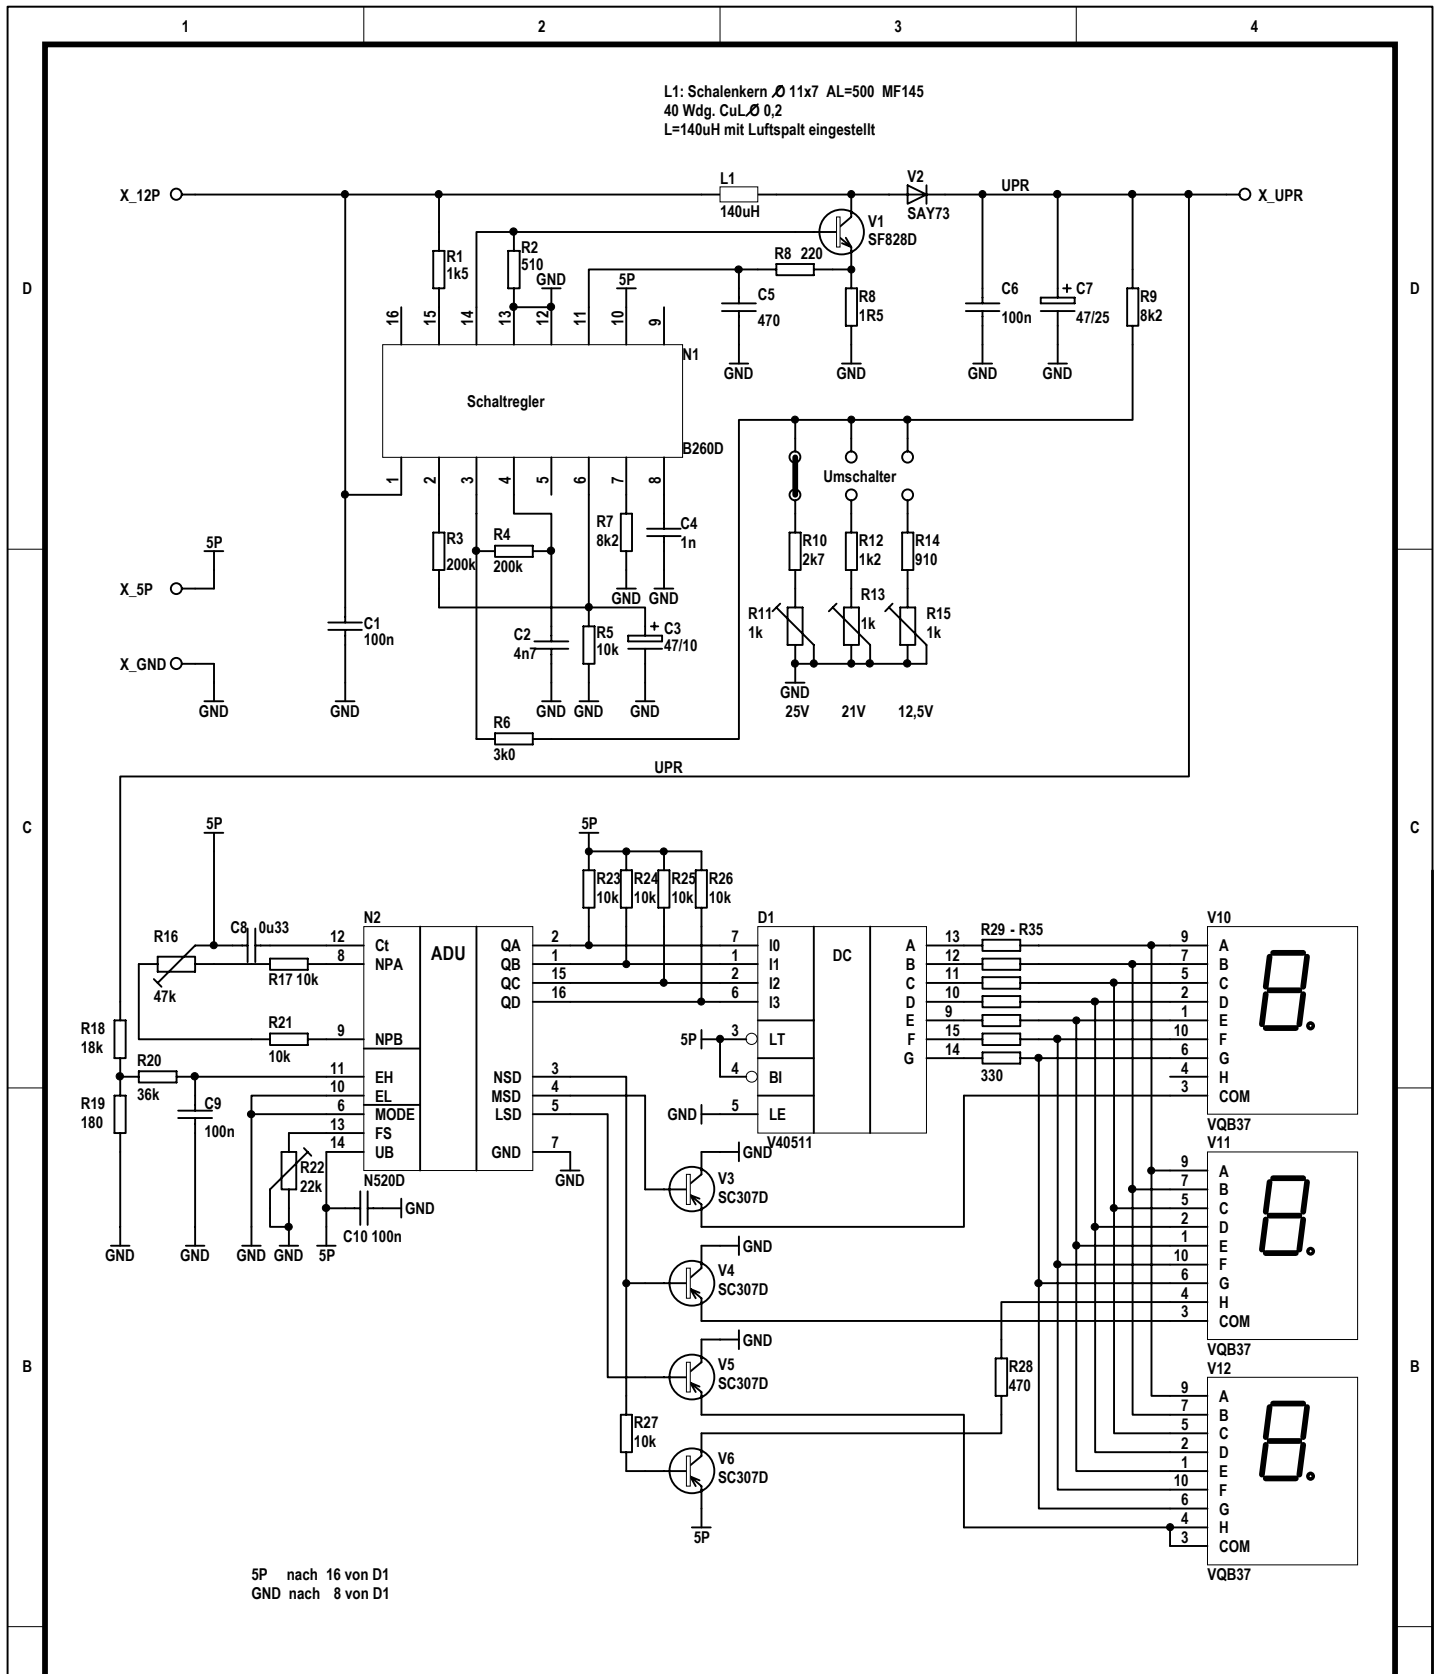 1 2 3 4
L1: Schalenkern Ø 11x7 AL=500 MF145
40 Wdg. CuL Ø 0,2
L=140uH mit Luftspalt eingestellt
X_12P
L1
140uH
V2
SAY73
UPR
X_UPR
V1
SF828D
R1
1k5
R2
510
GND
5P
R8 220
C5
470
GND
R8
1R5
GND
C6
100n
GND
+ C7
47/25
GND
R9
8k2
D
D
16 15 14 13 12 11 10 9
N1
Schaltregler
B260D
1 2 3 4 5 6 7 8
Umschalter
R3
200k
R4
200k
R7
8k2
C4
1n
GND GND
R10
2k7
R12
1k2
R14
910
R11
1k
R13
1k
R15
1k
GND
25V 21V 12,5V
5P
X_5P
X_GND
GND
C1
100n
GND
C2
4n7
R5
10k
+ C3
47/10
GND GND GND
R6
3k0
UPR
C
C
5P
5P
R23
10k
R24
10k
R25
10k
R26
10k
R16
47k
C8 0u33
R17 10k
R21
10k
R18
18k
R19
180
R20
36k
C9
100n
R22
22k
C10 100n
GND
GND GND GND GND 5P
N2
ADU
12 Ct
8 NPA
9 NPB
11 EH
10 EL
6 MODE
13 FS
14 UB
QA 2
QB 1
QC 15
QD 16
NSD 3
MSD 4
LSD 5
GND 7
GND
N520D
D1
DC
7 I0
1 I1
2 I2
6 I3
5P 3 LT
4 BI
GND 5 LE
A 13
B 12
C 11
D 10
E 9
F 15
G 14
V40511
R29 - R35
330
V10
9 A
7 B
5 C
2 D
1 E
10 F
6 G
4 H
3 COM
VQB37
V11
9 A
7 B
5 C
2 D
1 E
10 F
6 G
4 H
3 COM
VQB37
V12
9 A
7 B
5 C
2 D
1 E
10 F
6 G
4 H
3 COM
VQB37
GND
V3
SC307D
GND
V4
SC307D
GND
V5
SC307D
R28
470
R27
10k
V6
SC307D
5P
B
B
5P nach 16 von D1
GND nach 8 von D1